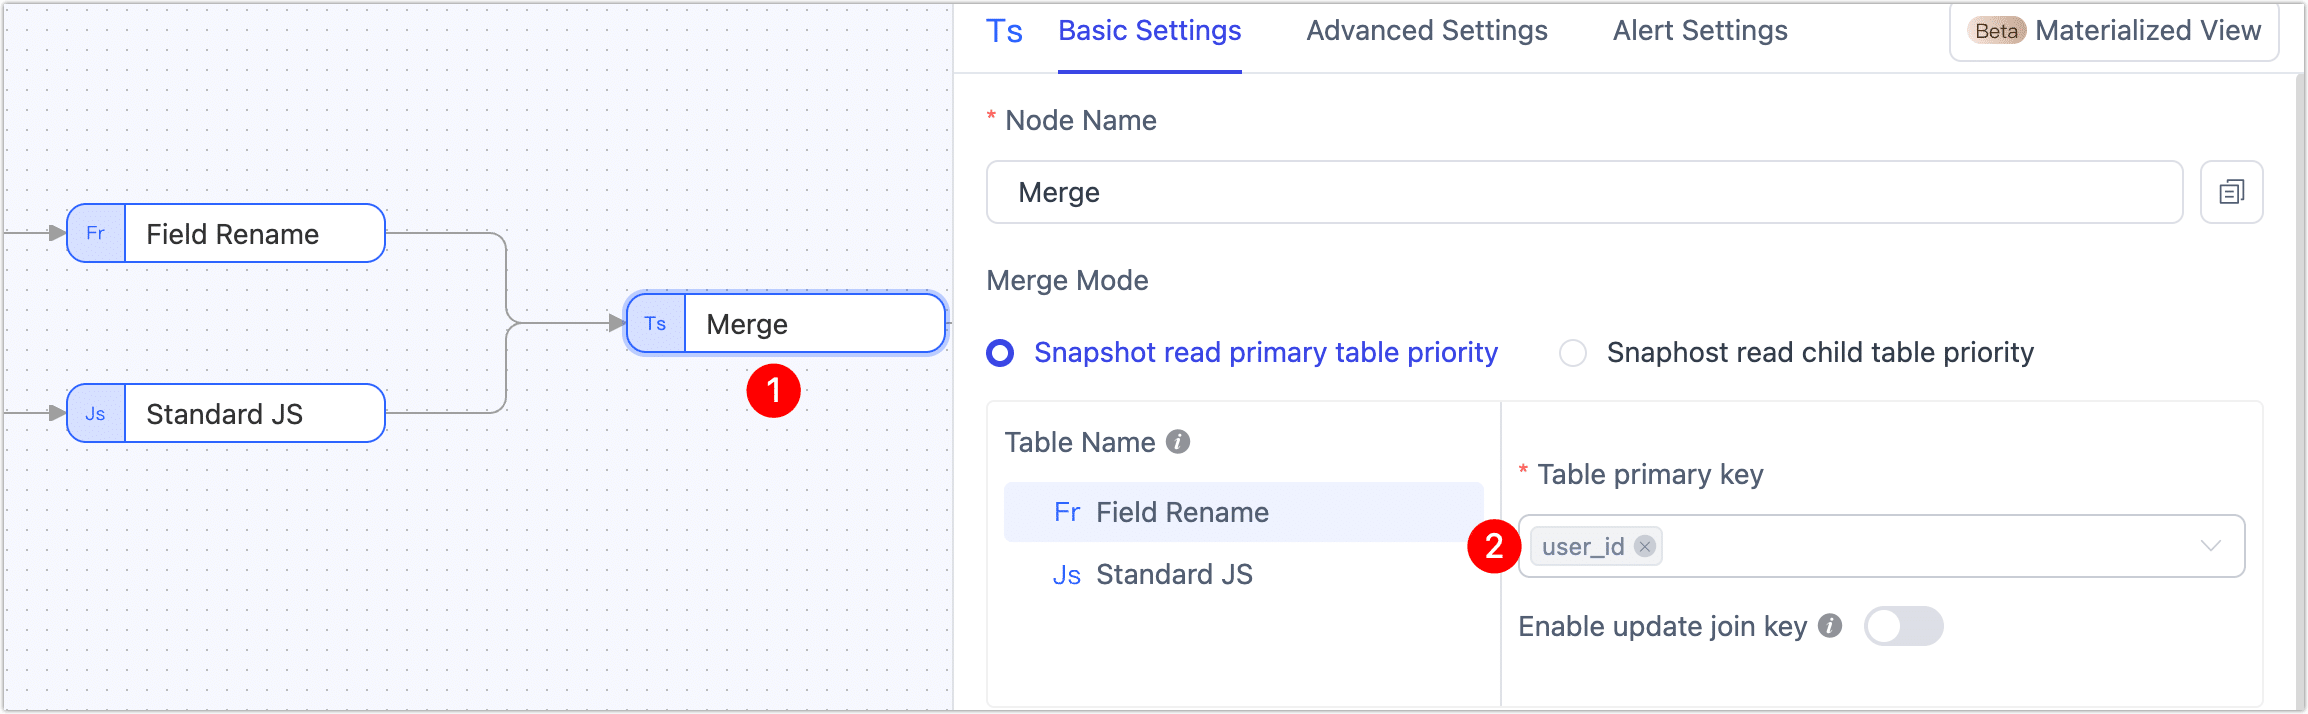 Fr Field Rename
Js Standard JS
Ts Merge
1
Ts Basic Settings Advanced Settings Alert Settings Beta Materialized View
* Node Name
Merge
Merge Mode
Snapshot read primary table priority Snaphost read child table priority
Table Name i
Fr Field Rename
Js Standard JS
* Table primary key
2 user_id
Enable update join key i